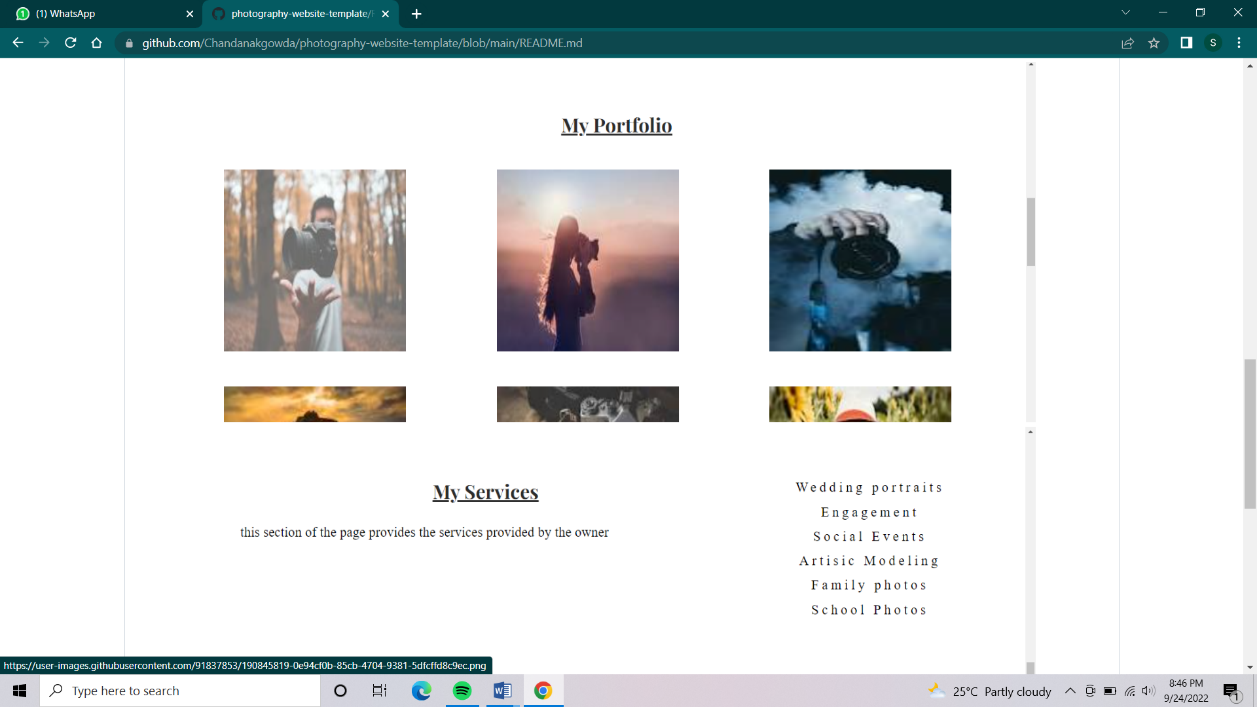 (1) WhatsApp
photography-website-template/
github.com/Chandanakgowda/photography-website-template/blob/main/README.md
S
My Portfolio
My Services
this section of the page provides the services provided by the owner
Wedding portraits
Engagement
Social Events
Artisic Modeling
Family photos
School Photos
https://user-images.githubusercontent.com/91837853/190845819-0e94cf0b-85cb-4704-9381-5dfcffd8c9ec.png
Type here to search
25°C Partly cloudy
8:46 PM
9/24/2022
1